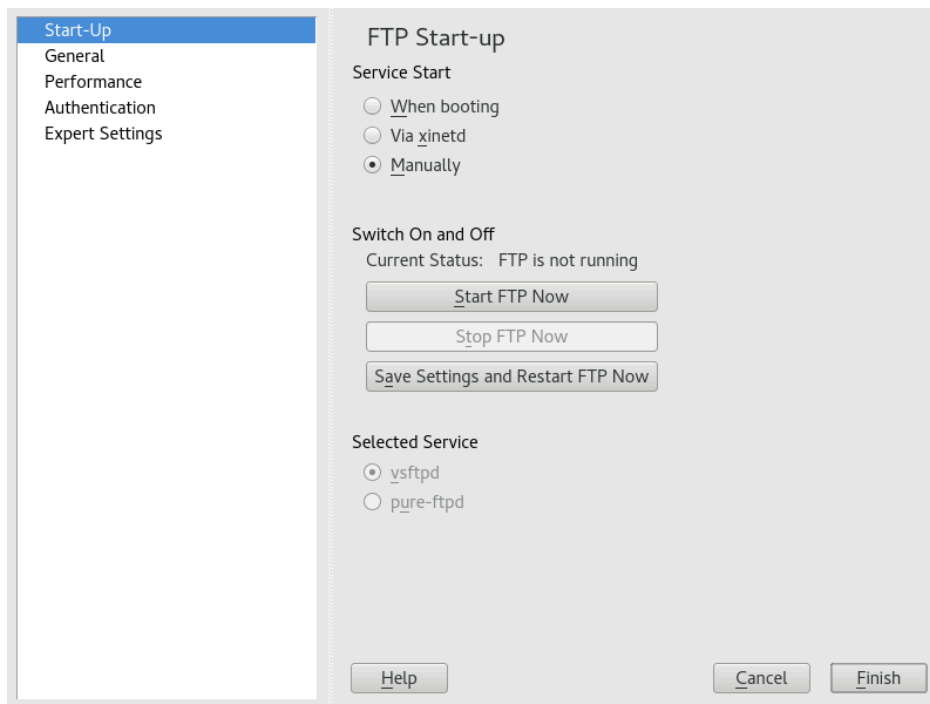 Start-Up
General
Performance
Authentication
Expert Settings
FTP Start-up
Service Start
When booting
Via xinetd
Manually
Switch On and Off
Current Status: FTP is not running
Start FTP Now
Stop FTP Now
Save Settings and Restart FTP Now
Selected Service
vsftpd
pure-ftpd
Help
Cancel
Finish